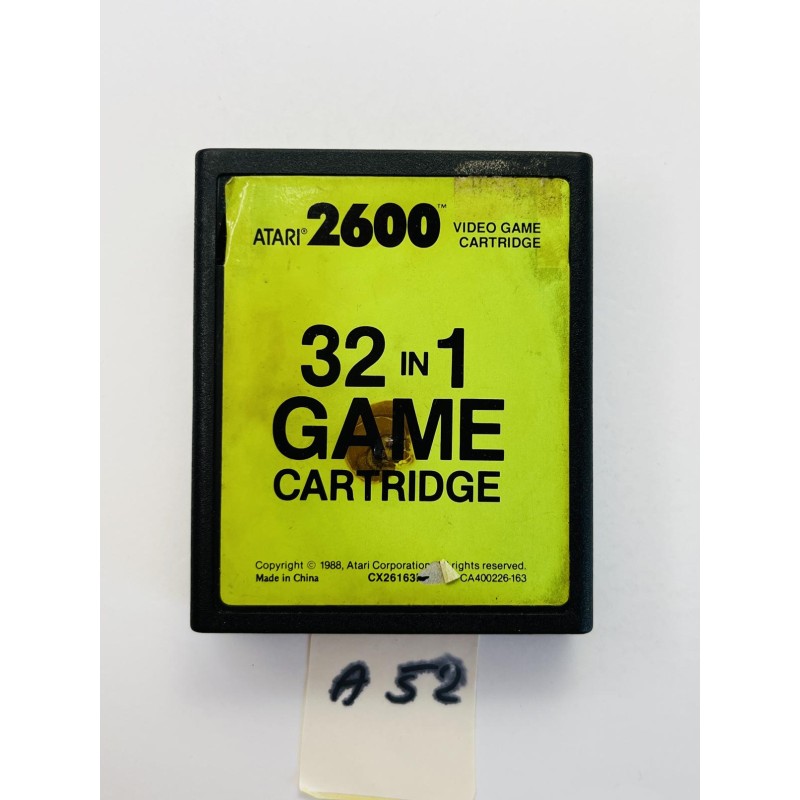 ATARI® 2600™ VIDEO GAME
CARTRIDGE
32 IN 1
GAME
CARTRIDGE
Copyright © 1988, Atari Corporation rights reserved.
Made in China CX26163 CA400226-163
A 52